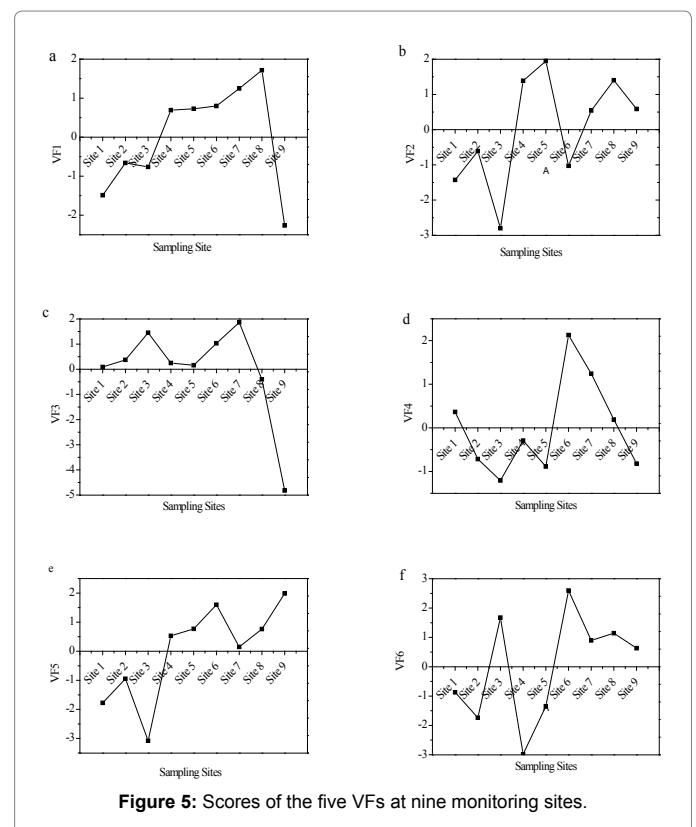 a
2
1
0
-1
-2
VF1
Site 1
Site 2
Site 3
Site 4
Site 5
Site 6
Site 7
Site 8
Site 9
Sampling Site
b
2
1
0
-1
-2
-3
VF2
Site 1
Site 2
Site 3
Site 4
Site 5
Site 6
Site 7
Site 8
Site 9
A
Sampling Sites
c
2
1
0
-1
-2
-3
-4
-5
VF3
Site 1
Site 2
Site 3
Site 4
Site 5
Site 6
Site 7
Site 8
Site 9
Sampling Sites
d
2
1
0
-1
VF4
Site 1
Site 2
Site 3
Site 4
Site 5
Site 6
Site 7
Site 8
Site 9
Sampling Sites
e
2
1
0
-1
-2
-3
VF5
Site 1
Site 2
Site 3
Site 4
Site 5
Site 6
Site 7
Site 8
Site 9
Sampling Sites
f
3
2
1
0
-1
-2
-3
VF6
Site 1
Site 2
Site 3
Site 4
Site 5
Site 6
Site 7
Site 8
Site 9
Sampling Sites
Figure 5: Scores of the five VFs at nine monitoring sites.